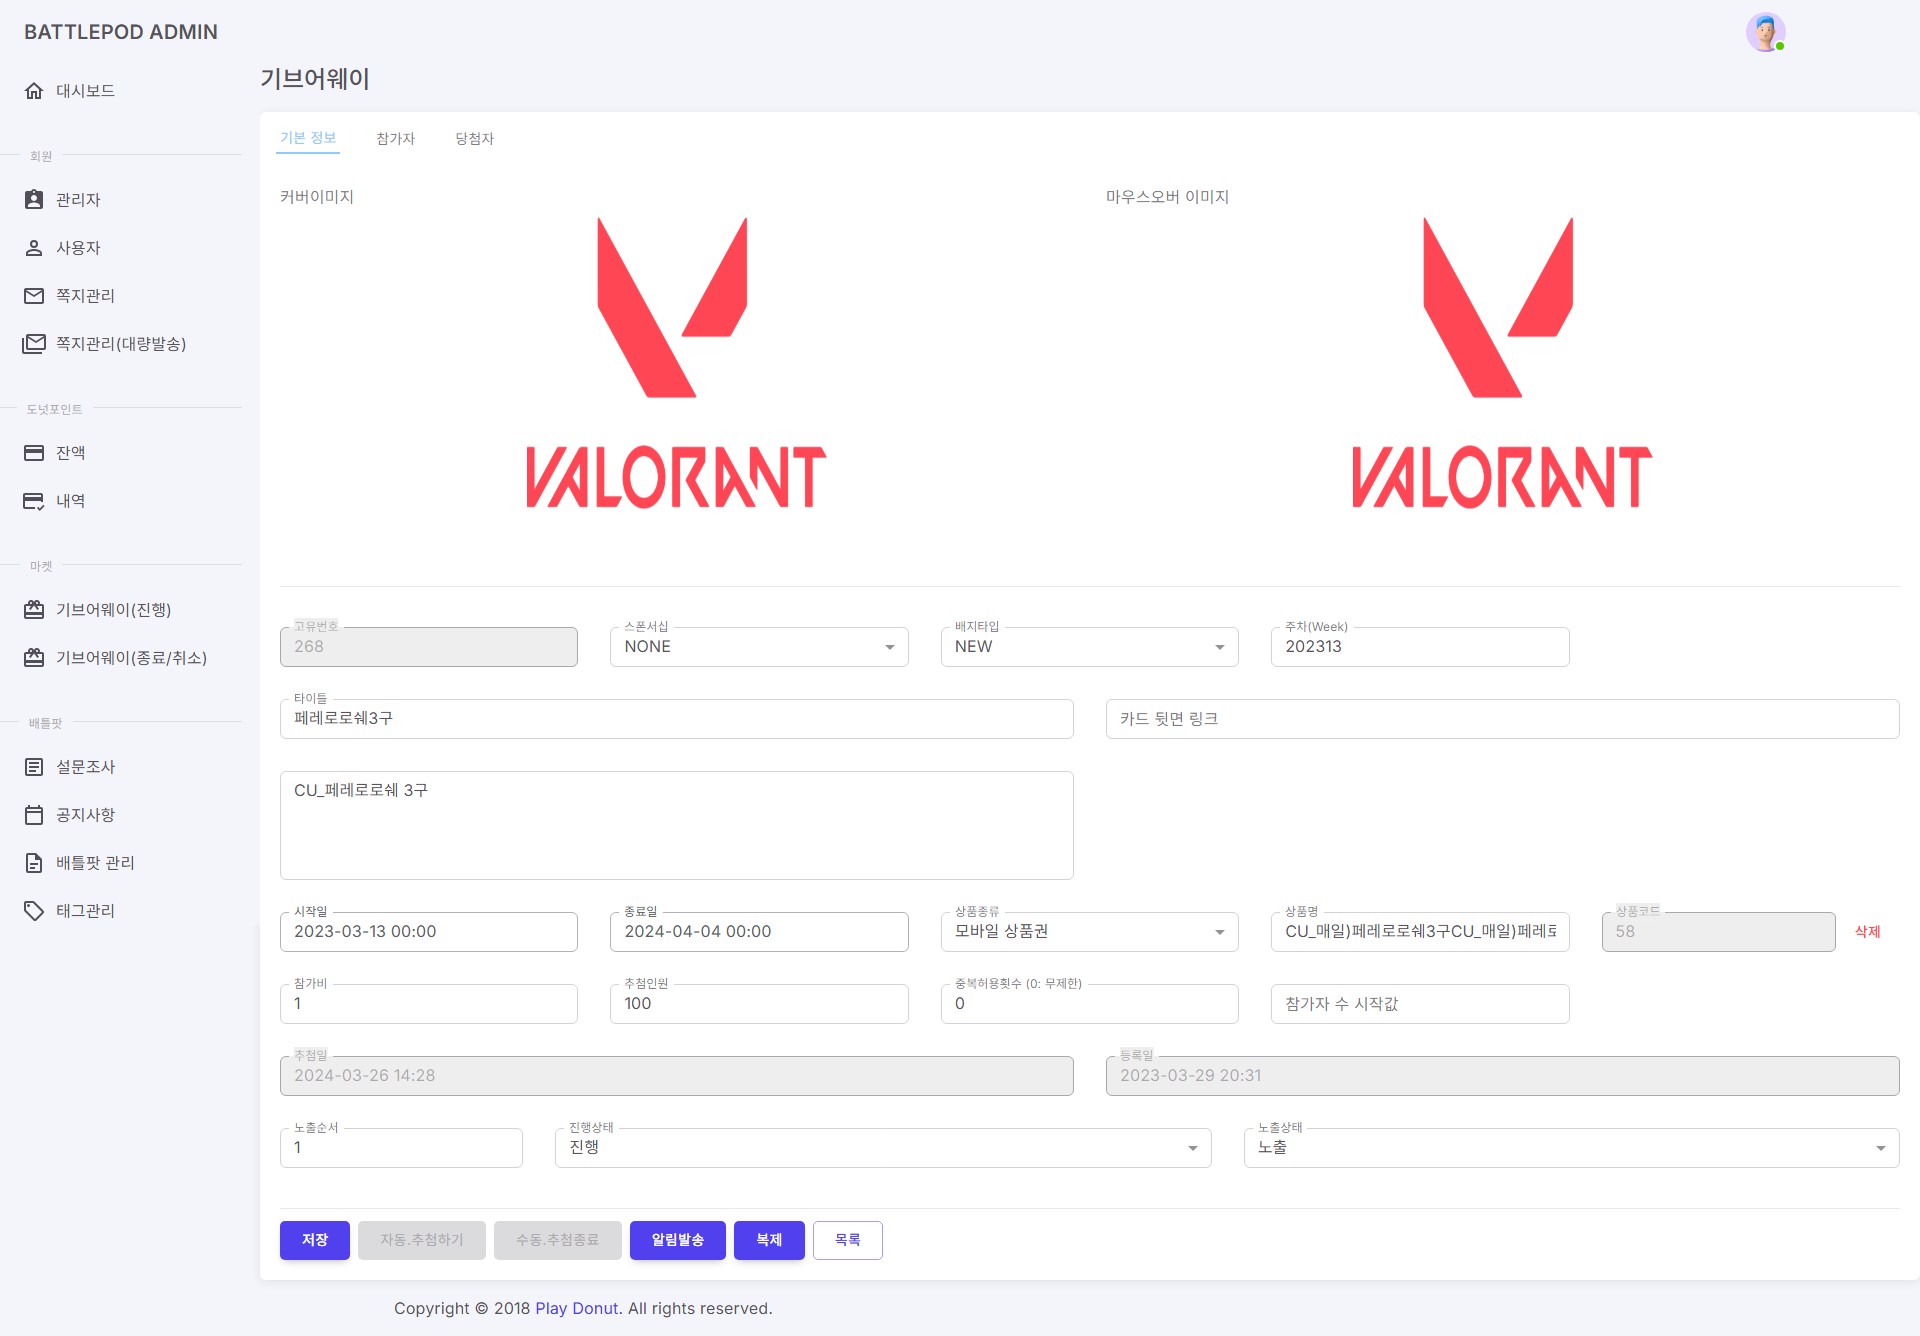 BATTLEPOD ADMIN
대시보드
회원
관리자
사용자
쪽지관리
쪽지관리(대량발송)
도넛포인트
잔액
내역
마켓
기브어웨이(진행)
기브어웨이(종료/취소)
배틀팟
설문조사
공지사항
배틀팟 관리
태그관리
기브어웨이
기본 정보
참가자
당첨자
커버이미지
마우스오버 이미지
VALORANT
VALORANT
고유번호
268
스폰서십
NONE
배지타입
NEW
주차(Week)
202313
타이틀
페레로로쉐3구
카드 뒷면 링크
CU_페레로로쉐 3구
시작일
2023-03-13 00:00
종료일
2024-04-04 00:00
상품종류
모바일 상품권
상품명
CU_매일)페레로로쉐3구CU_매일)페레로
상품코드
58
삭제
참가비
1
추첨인원
100
중복허용횟수 (0: 무제한)
0
참가자 수 시작값
추첨일
2024-03-26 14:28
등록일
2023-03-29 20:31
노출순서
1
진행상태
진행
노출상태
노출
저장
자동.추첨하기
수동.추첨종료
알림발송
복제
목록
Copyright © 2018 Play Donut. All rights reserved.